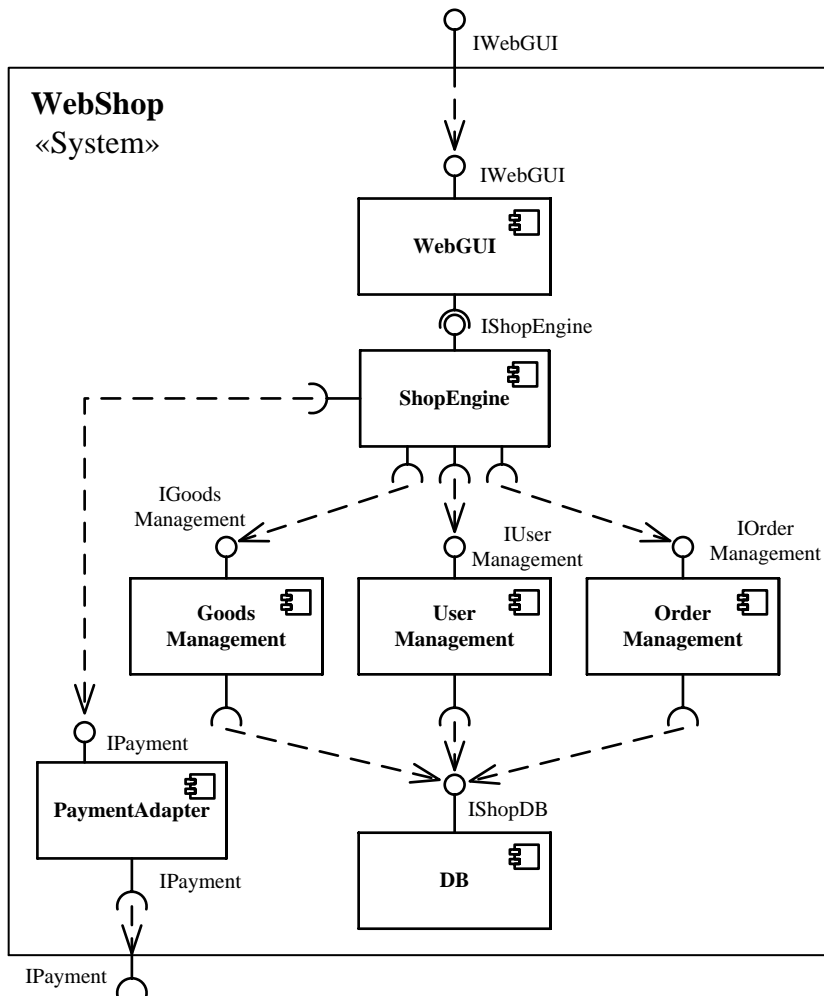 IWebGUI
WebShop
«System»
IWebGUI
WebGUI
IShopEngine
ShopEngine
IGoods
Management
IUser
Management
IOrder
Management
Goods
Management
User
Management
Order
Management
IPayment
PaymentAdapter
IShopDB
DB
IPayment
IPayment